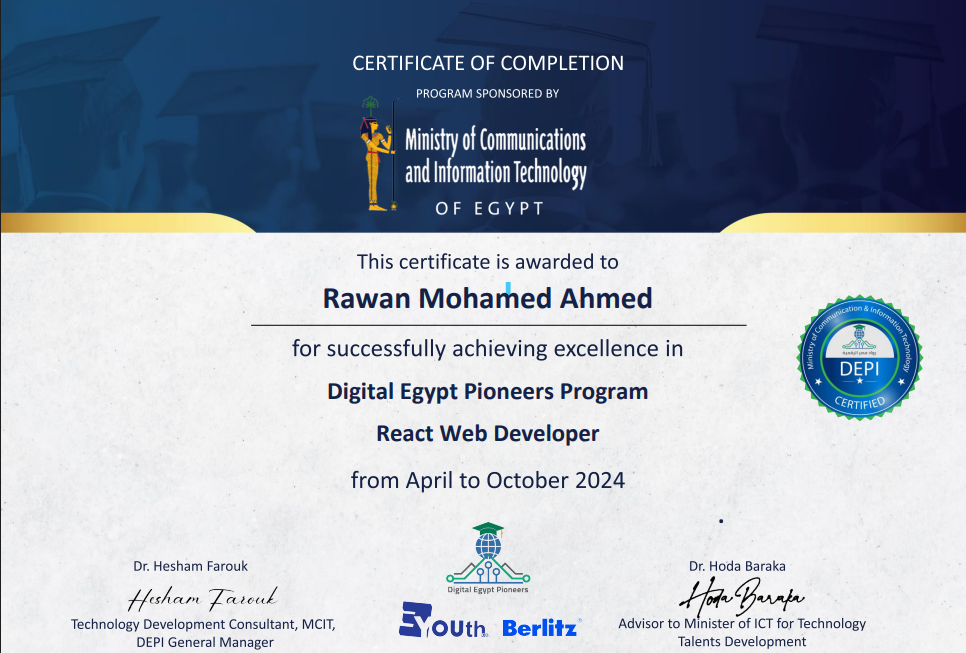 CERTIFICATE OF COMPLETION
PROGRAM SPONSORED BY
Ministry of Communications
and Information Technology
OF EGYPT
This certificate is awarded to
Rawan Mohamed Ahmed
for successfully achieving excellence in
Digital Egypt Pioneers Program
React Web Developer
from April to October 2024
Ministry of Communication & Information Technology
DEPI
CERTIFIED
Digital Egypt Pioneers
EYouth
Berlitz
Dr. Hesham Farouk
Hesham Farouk
Technology Development Consultant, MCIT,
DEPI General Manager
Dr. Hoda Baraka
Hoda Baraka
Advisor to Minister of ICT for Technology
Talents Development